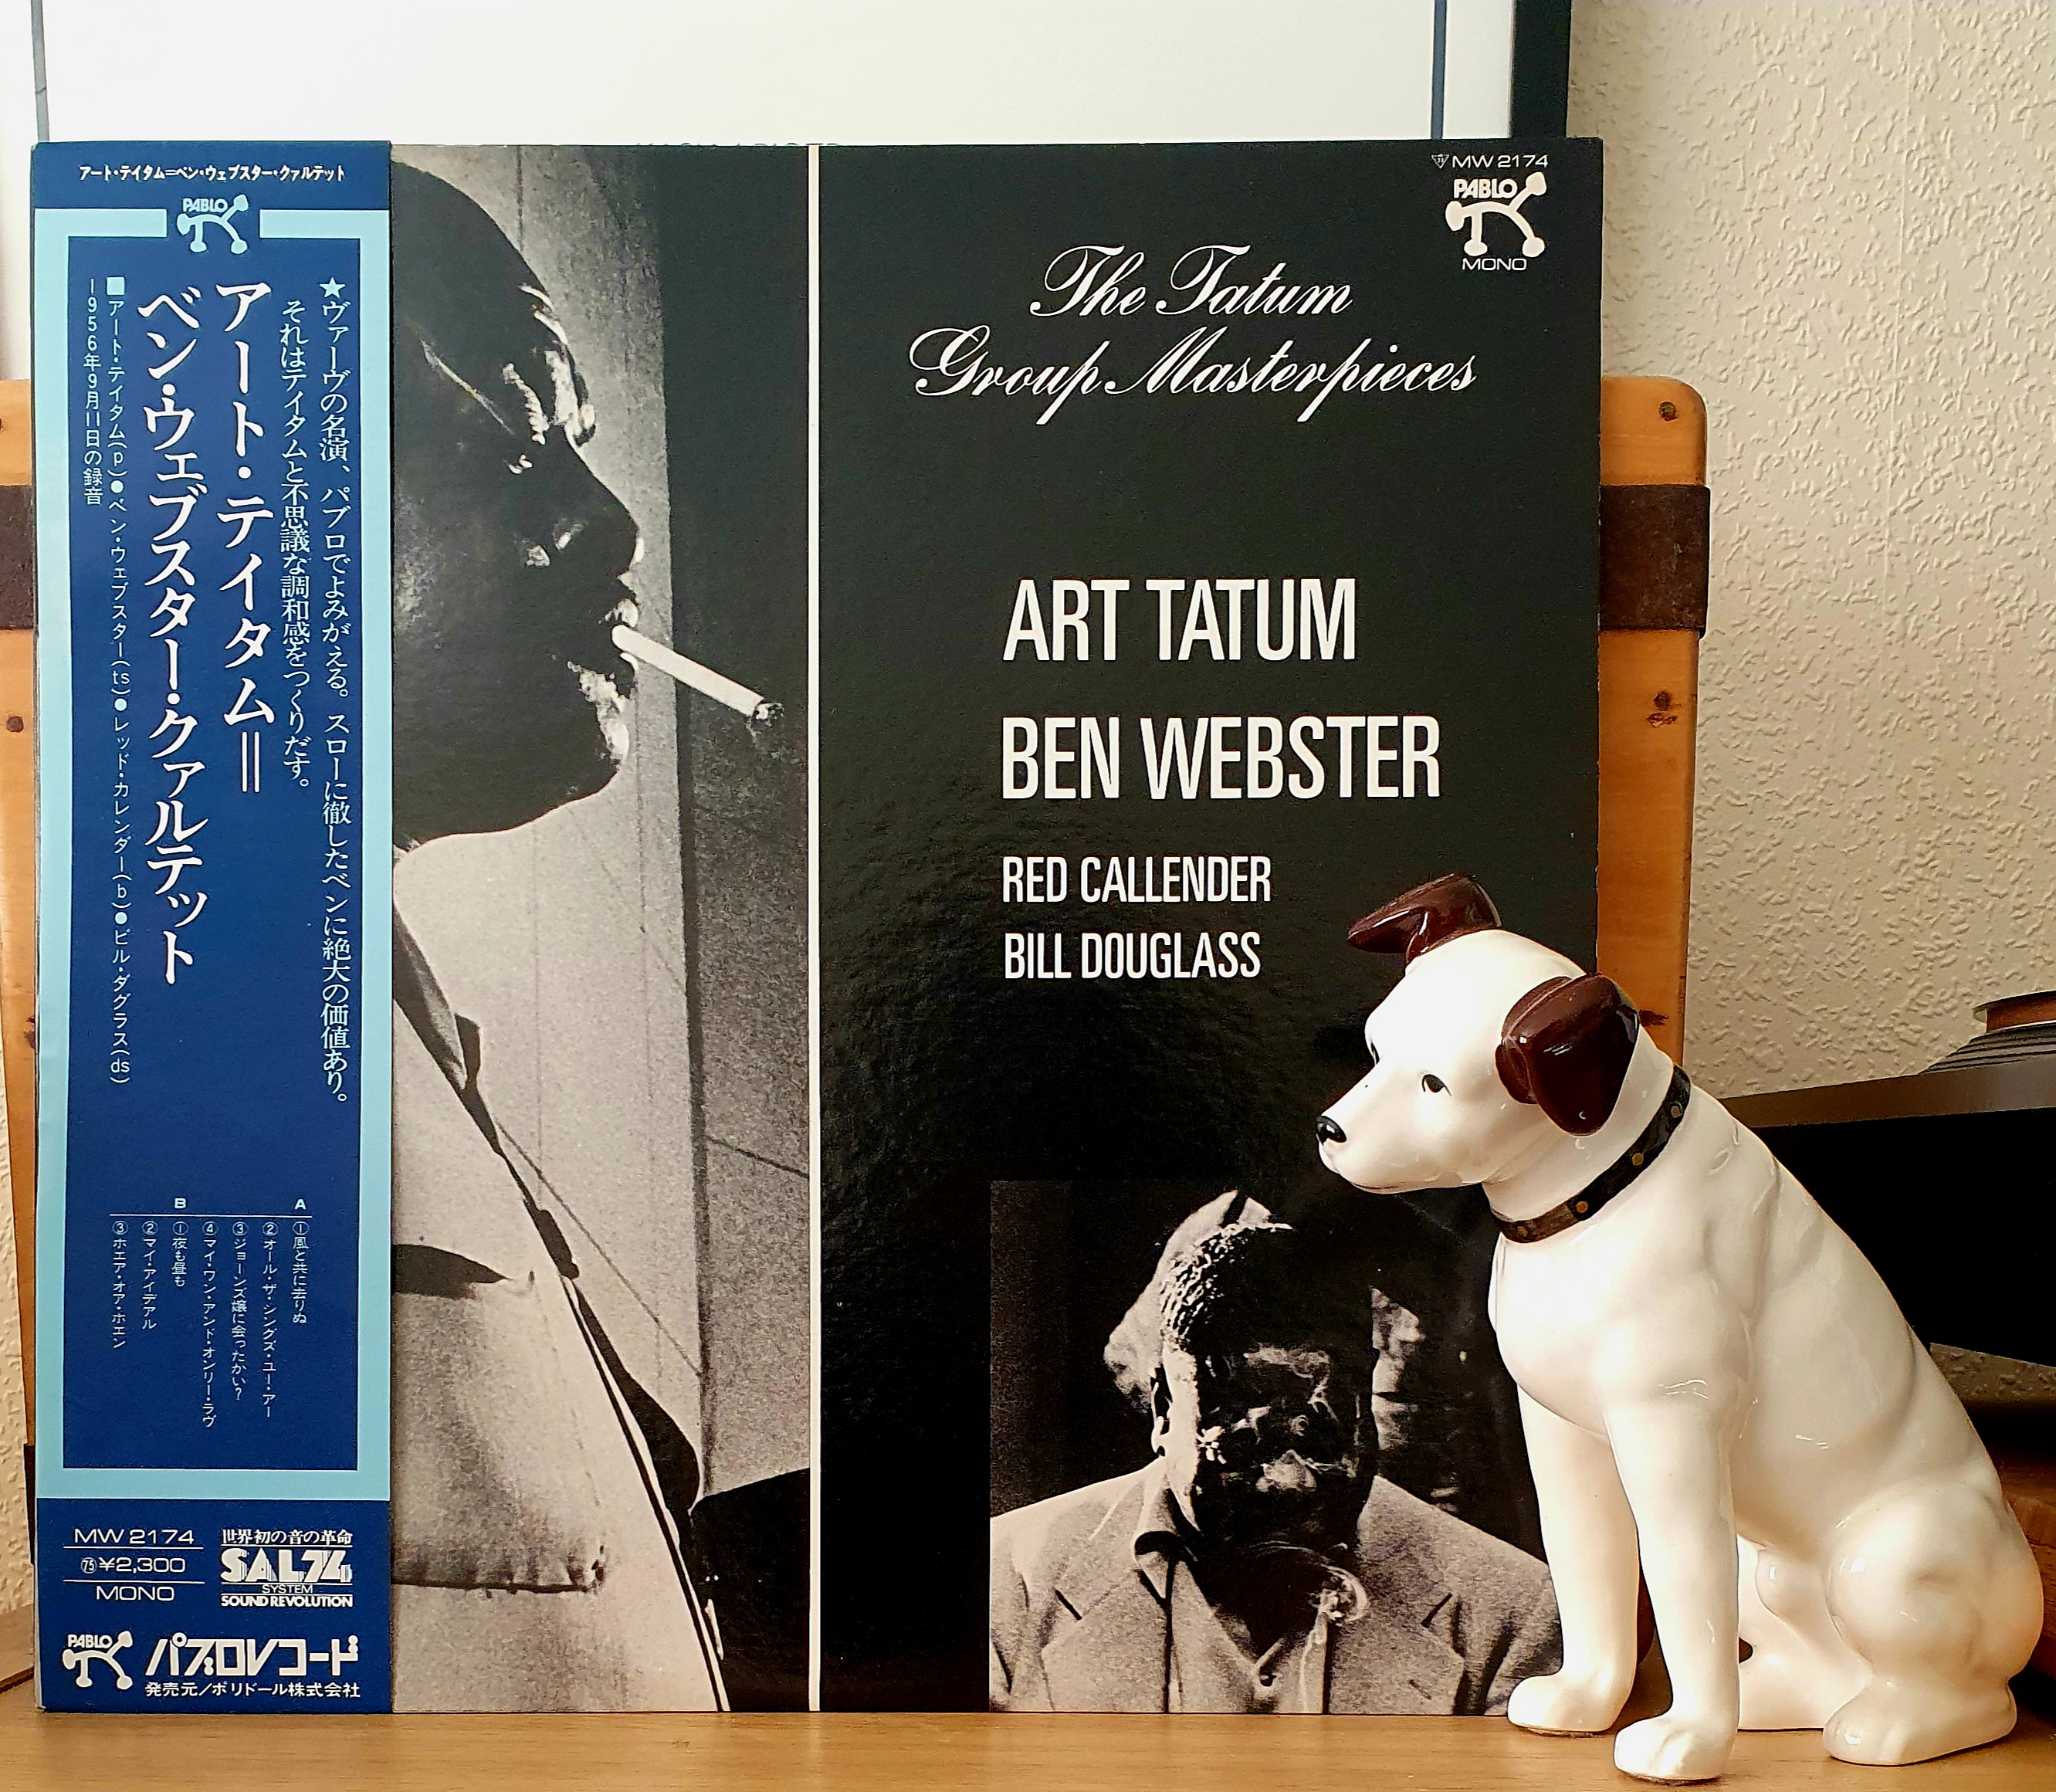 アート・テイタム=ベン・ウェブスター・クァルテット
PABLO
★ヴァーヴの名演、パブロでよみがえる。スローに徹したベンに絶大の価値あり。
それはテイタムと不思議な調和感をつくりだす。
アート・テイタム=
ベン・ウェブスター・クァルテット
■アート・テイタム(p)●ベン・ウェブスター(ts)●レッド・カレンダー(b)●ビル・ダグラス(ds)
1956年9月11日の録音
A
①風と共に去りぬ
②オール・ザ・シングズ・ユー・アー
③ジョーンズ嬢に会ったかい?
④マイ・ワン・アンド・オンリー・ラヴ
B
①夜も昼も
②マイ・アイデアル
③ホエア・オア・ホエン
MW 2174
㊆¥2,300
MONO
世界初の音の革命
SAL74
SYSTEM
SOUND REVOLUTION
PABLO
パブロレコード
発売元/ポリドール株式会社
MW 2174
PABLO
MONO
The Tatum
Group Masterpieces
ART TATUM
BEN WEBSTER
RED CALLENDER
BILL DOUGLASS